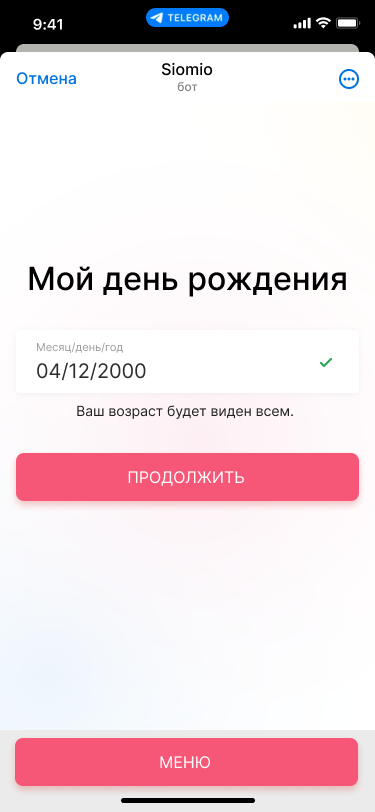 9:41
TELEGRAM
Отмена
Siomio
бот
Мой день рождения
Месяц/день/год
04/12/2000
Ваш возраст будет виден всем.
ПРОДОЛЖИТЬ
МЕНЮ